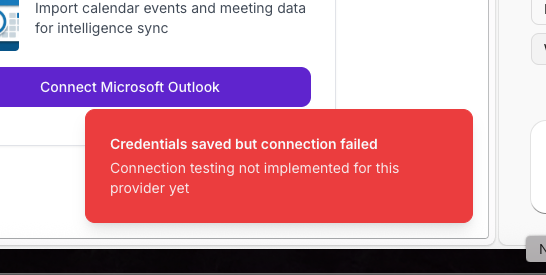 Import calendar events and meeting data
for intelligence sync
Connect Microsoft Outlook
Credentials saved but connection failed
Connection testing not implemented for this
provider yet